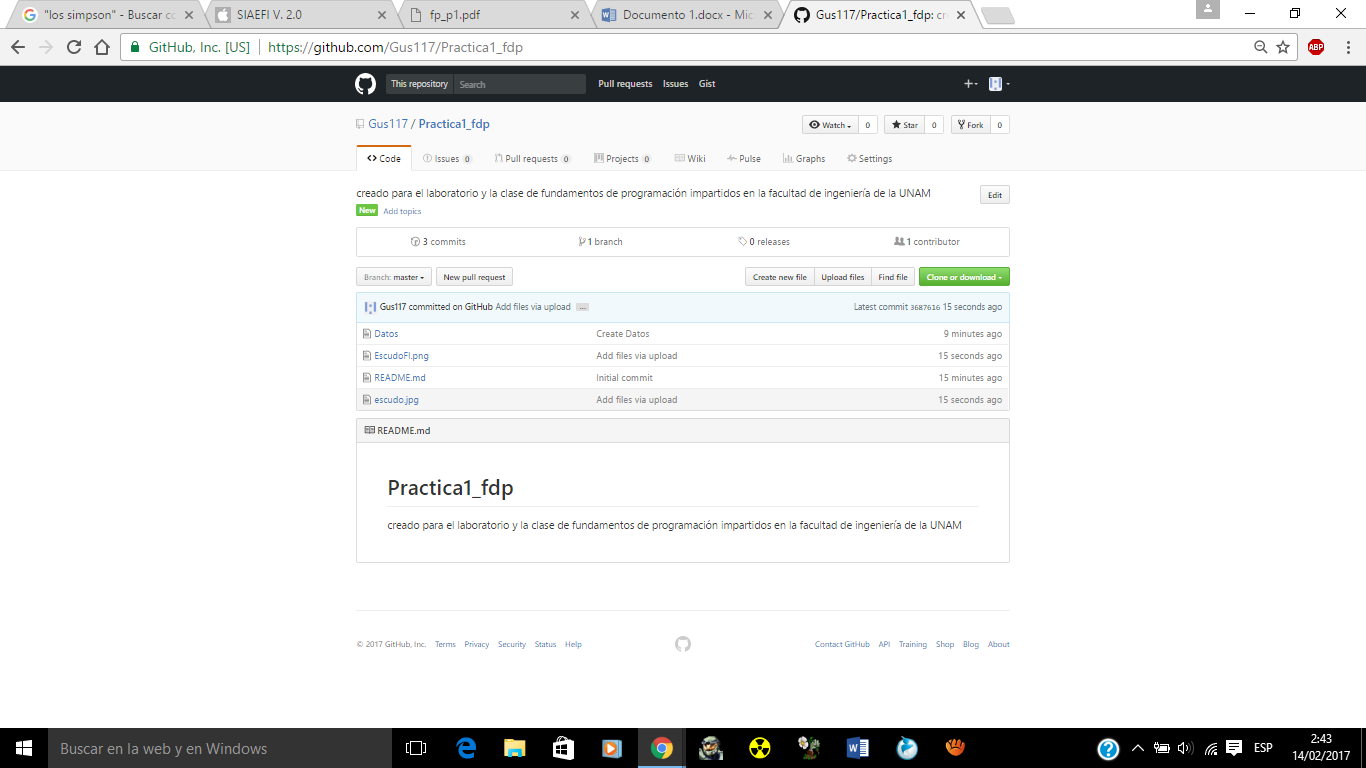 "los simpson" - Buscar co
SIAEFI V. 2.0
fp_p1.pdf
Documento 1.docx - Mic
Gus117/Practica1_fdp: cr
GitHub, Inc. [US]
https://github.com/Gus117/Practica1_fdp
ABP
This repository
Search
Pull requests
Issues
Gist
Gus117 / Practica1_fdp
Watch
0
Star
0
Fork
0
Code
Issues 0
Pull requests 0
Projects 0
Wiki
Pulse
Graphs
Settings
creado para el laboratorio y la clase de fundamentos de programación impartidos en la facultad de ingeniería de la UNAM
Edit
New
Add topics
3 commits
1 branch
0 releases
1 contributor
Branch: master
New pull request
Create new file
Upload files
Find file
Clone or download
Gus117 committed on GitHub Add files via upload ...
Latest commit 3687616 15 seconds ago
Datos
Create Datos
9 minutes ago
EscudoFI.png
Add files via upload
15 seconds ago
README.md
Initial commit
15 minutes ago
escudo.jpg
Add files via upload
15 seconds ago
README.md
Practica1_fdp
creado para el laboratorio y la clase de fundamentos de programación impartidos en la facultad de ingeniería de la UNAM
© 2017 GitHub, Inc.
Terms
Privacy
Security
Status
Help
Contact GitHub
API
Training
Shop
Blog
About
Buscar en la web y en Windows
ESP
2:43
14/02/2017